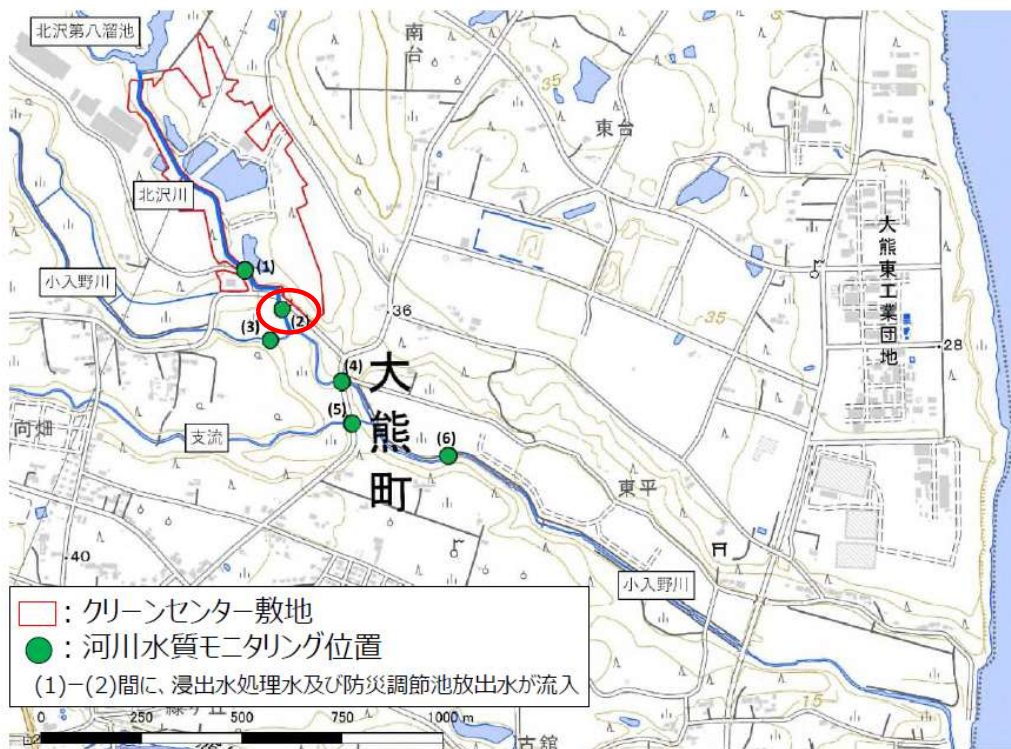 北沢第八溜池
南台
35
東台
北沢川
(1)
大熊東工業団地
小入野川
(2)
36
35
(3)
28
(4)
大熊町
(5)
向畑
支流
(6)
東平
40
小入野川
：クリーンセンター敷地
：河川水質モニタリング位置
(1)－(2)間に、浸出水処理水及び防災調節池放出水が流入
15
0 250 500 750 1000 m
古舘